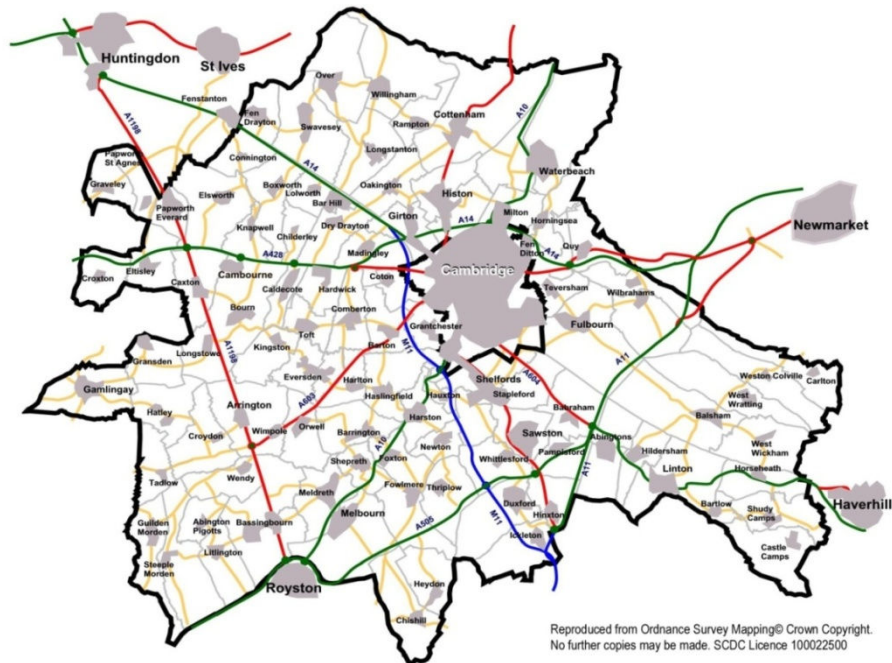 Huntingdon
St Ives
Over
Willingham
Cottenham
A10
Fenstanton
Fen
Drayton
Swavesey
Rampton
A1198
Longstanton
Papworth
St Agnes
Connington
A14
Waterbeach
Graveley
Elsworth
Boxworth
Lolworth
Oakington
Histon
Papworth
Everard
Bar Hill
Girton
Milton
Newmarket
Knapwell
Dry Drayton
A14
Horningsea
Childerley
Fen
Ditton
A14
Quy
Madingley
A428
Eltisley
Croxton
Cambourne
Coton
Cambridge
Caxton
Caldecote
Hardwick
Teversham
Wilbrahams
Bourn
Comberton
Grantchester
Fulbourn
Toft
Barton
M11
Longstowe
Kingston
A1198
Gransden
A11
Gamlingay
Eversden
Harlton
A604
Weston Colville
Carlton
Shelfords
Haslingfield
Hauxton
Stapleford
West
Wratting
Arrington
A603
Hatley
Harston
Babraham
Balsham
Wimpole
Orwell
Croydon
Barrington
A10
Newton
Sawston
Abingtons
West
Wickham
Whittlesford
Pampisford
Hildersham
Foxton
Shepreth
A11
Linton
Horseheath
Tadlow
Wendy
Fowlmere
Thriplow
Meldreth
Duxford
Haverhill
Guilden
Morden
Abington
Pigotts
Bassingbourn
Melbourn
M11
Hinxton
Bartlow
Shudy
Camps
A505
Litlington
Ickleton
Castle
Camps
Steeple
Morden
Royston
Heydon
Chishill
Reproduced from Ordnance Survey Mapping© Crown Copyright.
No further copies may be made. SCDC Licence 100022500